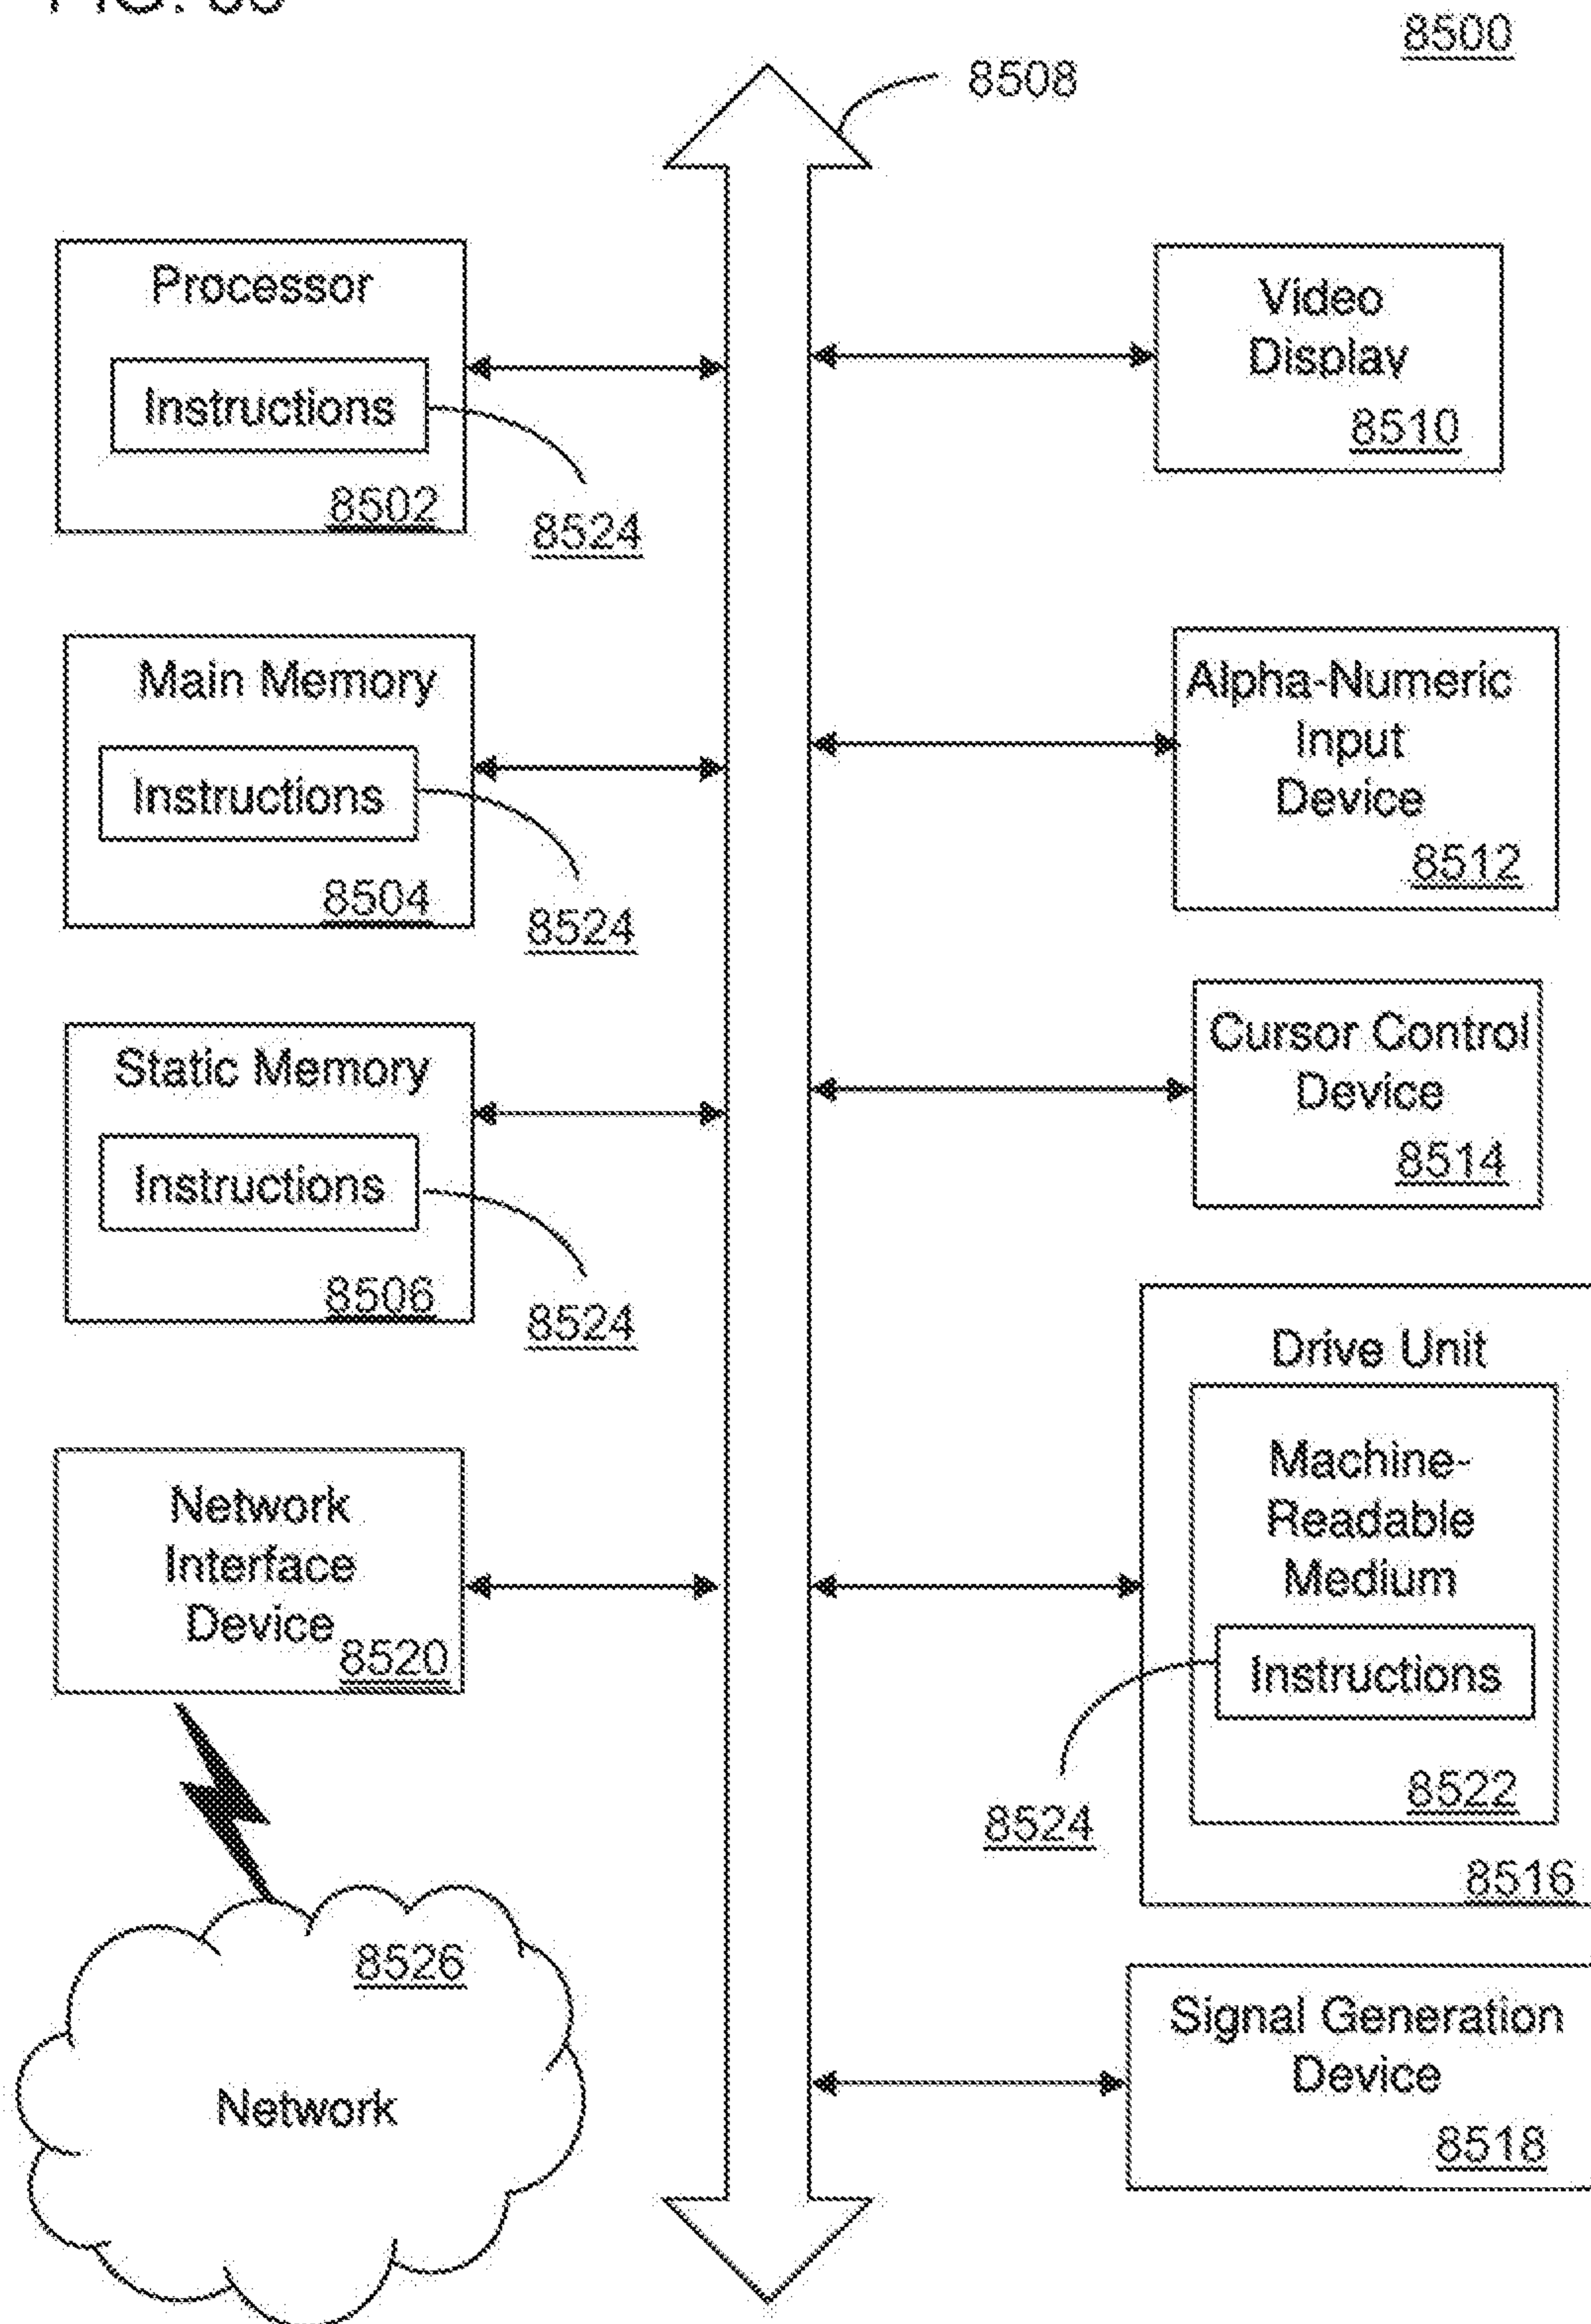 8500
8508
Processor
Instructions
8502
8524
Video
Display
8510
Main Memory
Instructions
8504
8524
Alpha-Numeric
Input
Device
8512
Static Memory
Instructions
8506
8524
Cursor Control
Device
8514
Network
Interface
Device
8520
Drive Unit
Machine-
Readable
Medium
Instructions
8522
8524
8516
8526
Network
Signal Generation
Device
8518